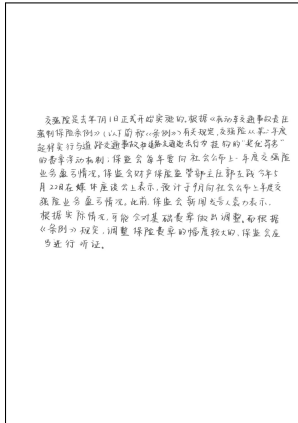 交强险是去年7月1日正式开始实施的。根据《机动车交通事故责任
强制保险条例》(以下简称《条例》)有关规定,交强险从第二年度
起将实行与道路交通事故和道路交通违法行为挂钩的“奖优罚劣”
的费率浮动机制;保监会每年要向社会公布上一年度交强险
业务盈亏情况。保监会财产保险监管部主任郭左践今年5
月22日在媒体座谈会上表示,预计于9月向社会公布上年度交
强险业务盈亏情况。此前,保监会新闻发言人袁力表示,
根据实际情况,可能会对基础费率做出调整。而根据
《条例》规定,调整保险费率的幅度较大的,保监会应
当进行听证。